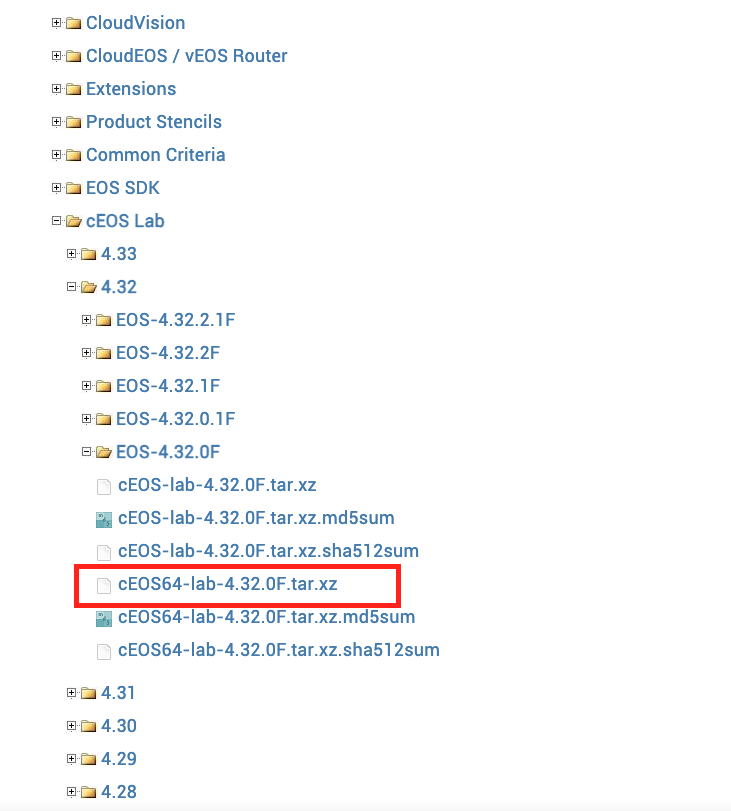 CloudVision
CloudEOS / vEOS Router
Extensions
Product Stencils
Common Criteria
EOS SDK
cEOS Lab
4.33
4.32
EOS-4.32.2.1F
EOS-4.32.2F
EOS-4.32.1F
EOS-4.32.0.1F
EOS-4.32.0F
cEOS-lab-4.32.0F.tar.xz
cEOS-lab-4.32.0F.tar.xz.md5sum
cEOS-lab-4.32.0F.tar.xz.sha512sum
cEOS64-lab-4.32.0F.tar.xz
cEOS64-lab-4.32.0F.tar.xz.md5sum
cEOS64-lab-4.32.0F.tar.xz.sha512sum
4.31
4.30
4.29
4.28